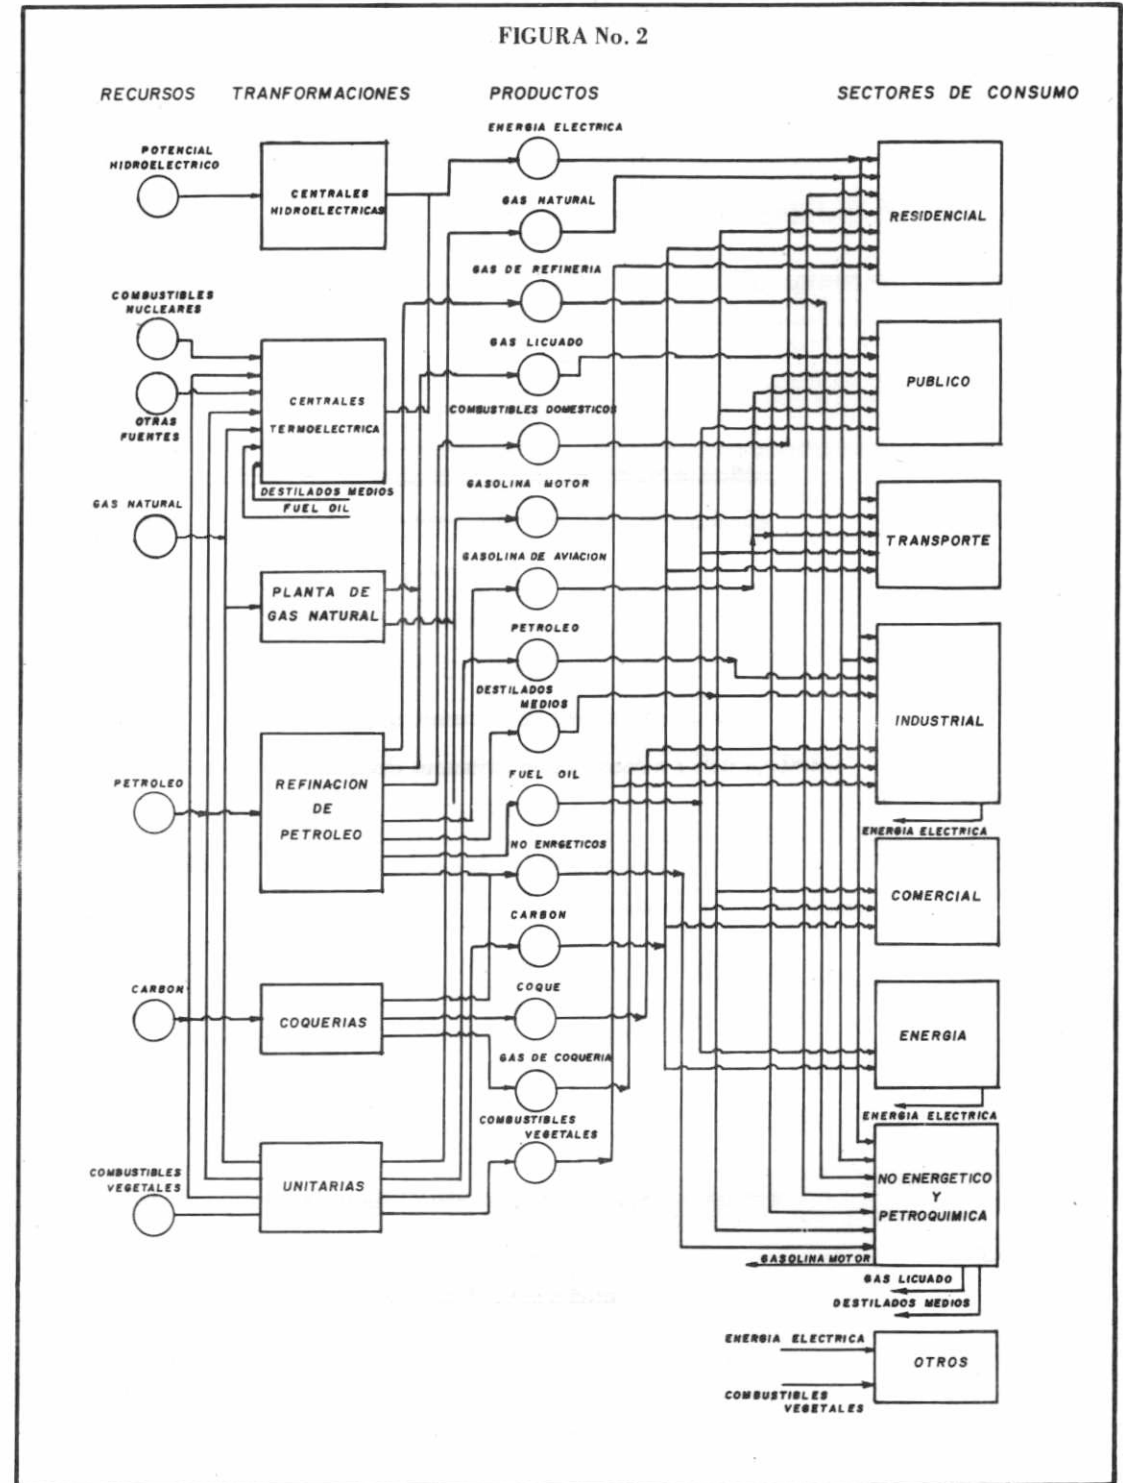 FIGURA No. 2
RECURSOS TRANFORMACIONES PRODUCTOS SECTORES DE CONSUMO
POTENCIAL
HIDROELECTRICO
COMBUSTIBLES
NUCLEARES
OTRAS
FUENTES
GAS NATURAL
PETROLEO
CARBON
COMBUSTIBLES
VEGETALES
CENTRALES
HIDROELECTRICAS
CENTRALES
TERMOELECTRICA
DESTILADOS MEDIOS
FUEL OIL
PLANTA DE
GAS NATURAL
REFINACION
DE
PETROLEO
COQUERIAS
UNITARIAS
ENERGIA ELECTRICA
GAS NATURAL
GAS DE REFINERIA
GAS LICUADO
COMBUSTIBLES DOMESTICOS
GASOLINA MOTOR
GASOLINA DE AVIACION
PETROLEO
DESTILADOS
MEDIOS
FUEL OIL
NO ENRGETICOS
CARBON
COQUE
GAS DE COQUERIA
COMBUSTIBLES
VEGETALES
RESIDENCIAL
PUBLICO
TRANSPORTE
INDUSTRIAL
ENERGIA ELECTRICA
COMERCIAL
ENERGIA
ENERGIA ELECTRICA
NO ENERGETICO
Y
PETROQUIMICA
GASOLINA MOTOR
GAS LICUADO
DESTILADOS MEDIOS
ENERGIA ELECTRICA
OTROS
COMBUSTIBLES
VEGETALES